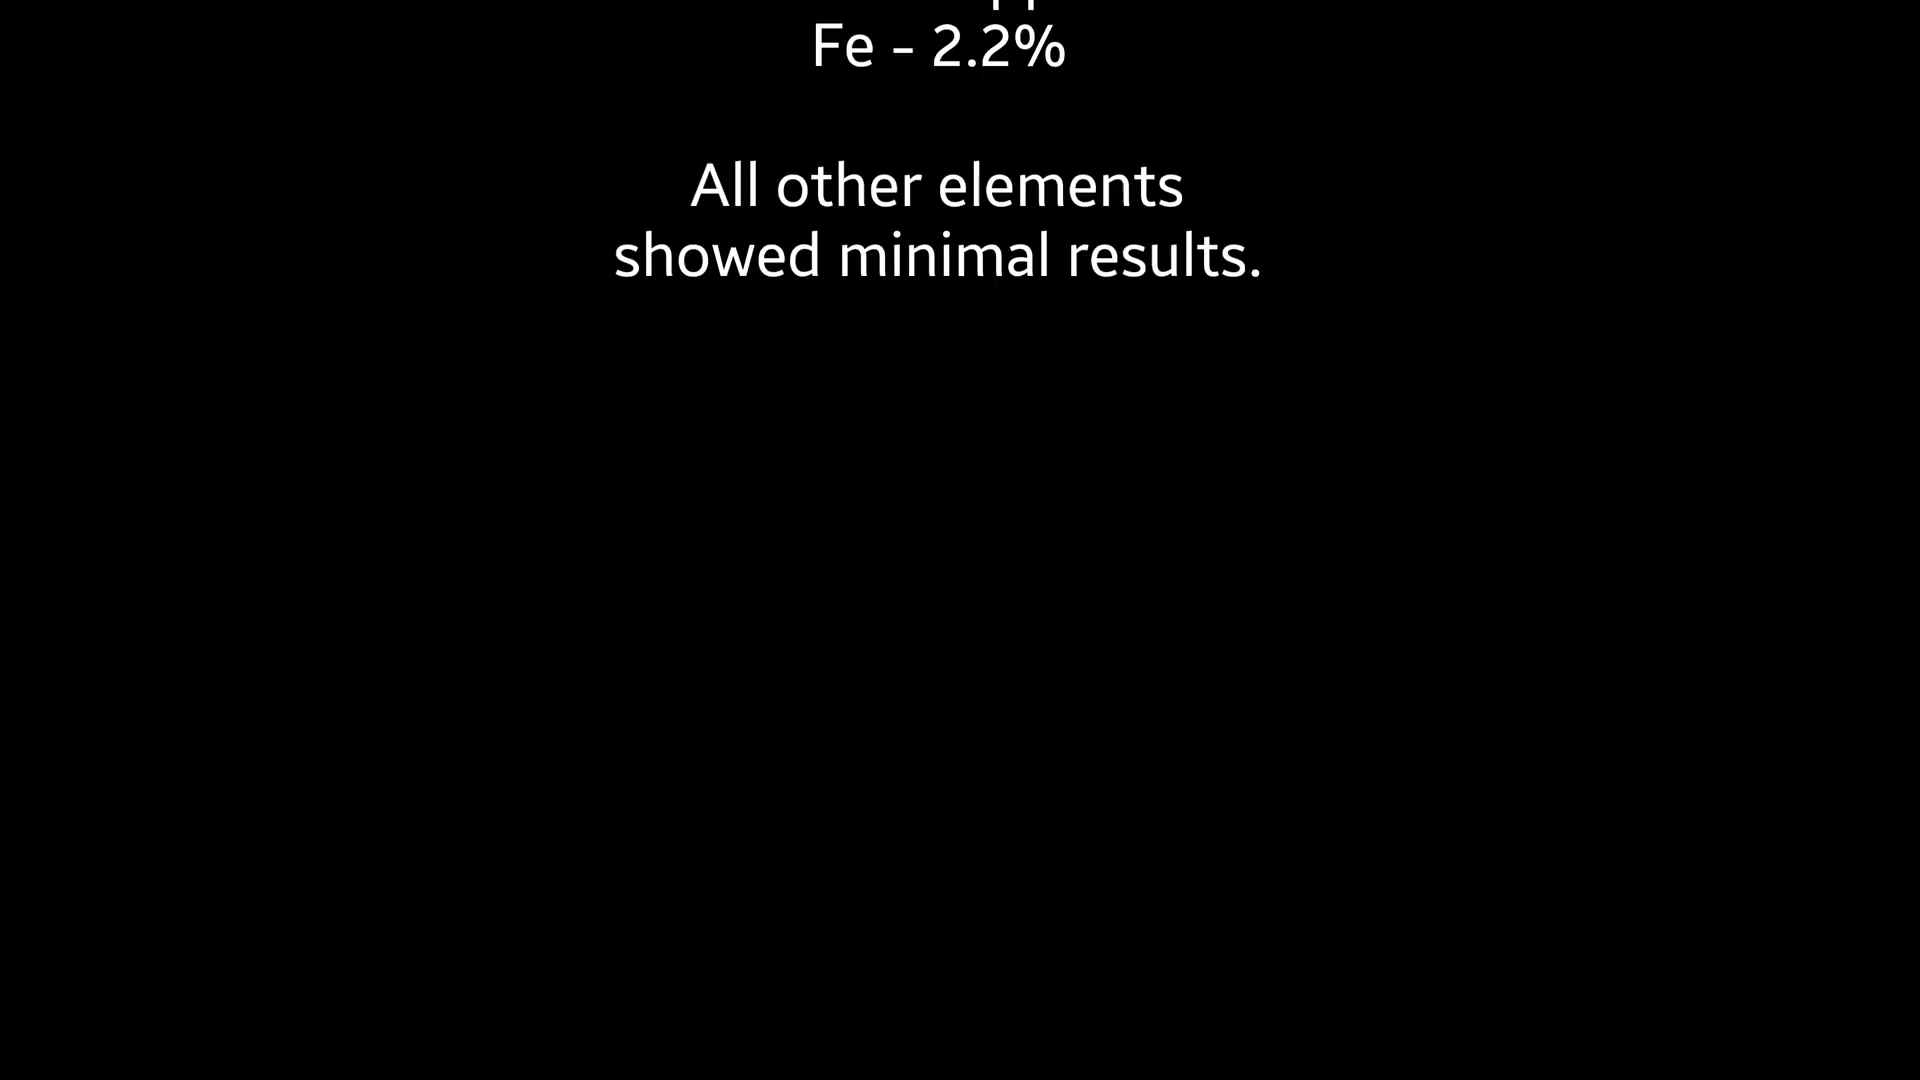 Fe - 2.2%
All other elements
showed minimal results.